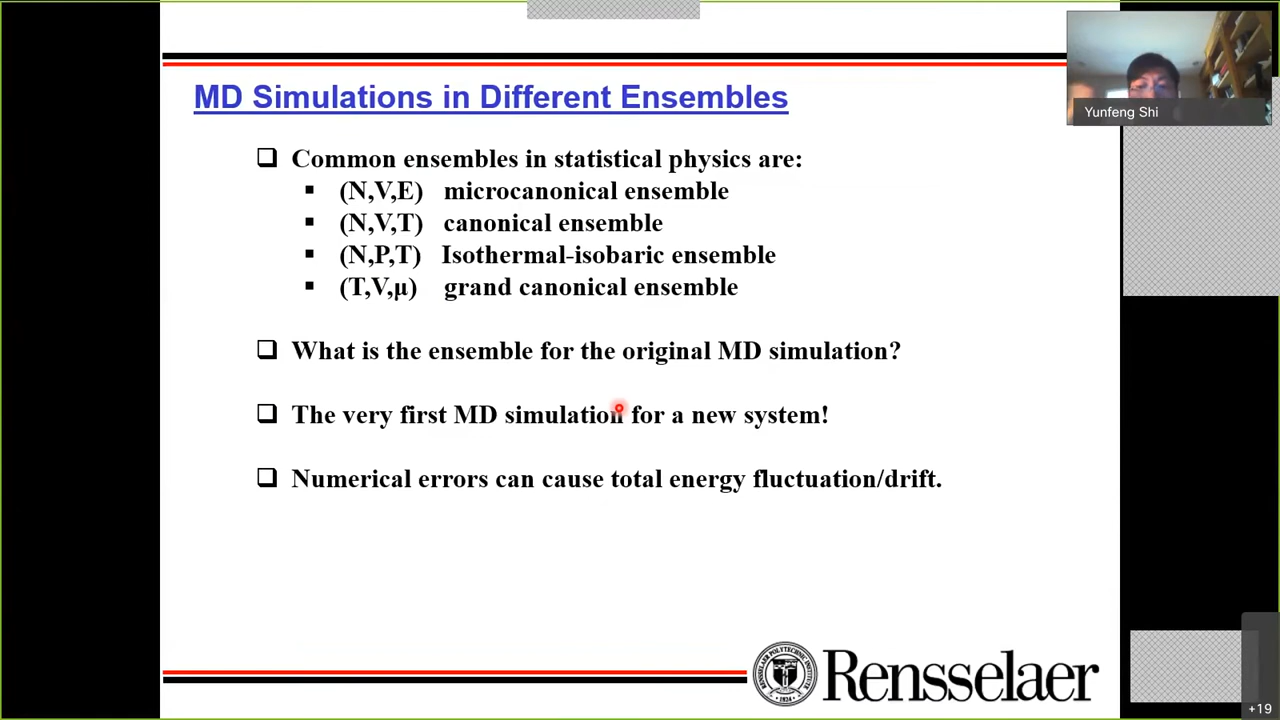 MD Simulations in Different Ensembles
Yunfeng Shi
❑ Common ensembles in statistical physics are:
▪ (N,V,E) microcanonical ensemble
▪ (N,V,T) canonical ensemble
▪ (N,P,T) Isothermal-isobaric ensemble
▪ (T,V,μ) grand canonical ensemble
❑ What is the ensemble for the original MD simulation?
❑ The very first MD simulation for a new system!
❑ Numerical errors can cause total energy fluctuation/drift.
Rensselaer
+19